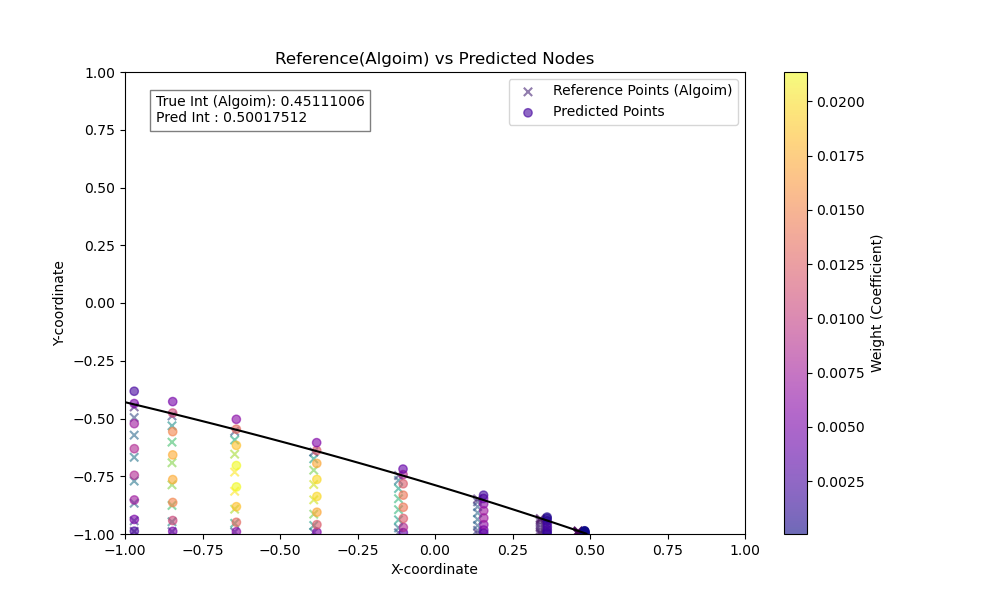 Reference(Algoim) vs Predicted Nodes
True Int (Algoim): 0.45111006
Pred Int : 0.50017512
Reference Points (Algoim)
Predicted Points
1.00
0.75
0.50
0.25
0.00
−0.25
−0.50
−0.75
−1.00
Y-coordinate
−1.00 −0.75 −0.50 −0.25 0.00 0.25 0.50 0.75 1.00
X-coordinate
0.0200
0.0175
0.0150
0.0125
0.0100
0.0075
0.0050
0.0025
Weight (Coefficient)